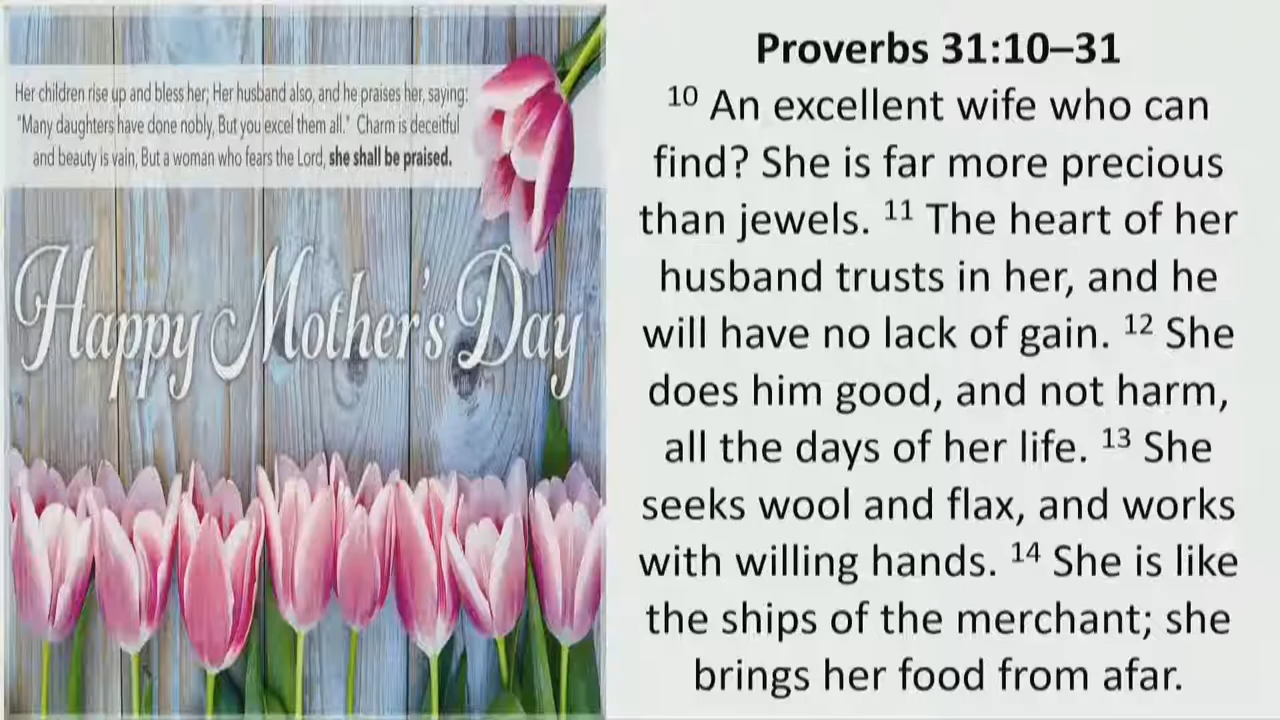 Her children rise up and bless her; Her husband also, and he praises her, saying:
"Many daughters have done nobly, But you excel them all." Charm is deceitful
and beauty is vain, But a woman who fears the Lord, she shall be praised.
Happy Mother's Day
Proverbs 31:10–31
10 An excellent wife who can
find? She is far more precious
than jewels. 11 The heart of her
husband trusts in her, and he
will have no lack of gain. 12 She
does him good, and not harm,
all the days of her life. 13 She
seeks wool and flax, and works
with willing hands. 14 She is like
the ships of the merchant; she
brings her food from afar.